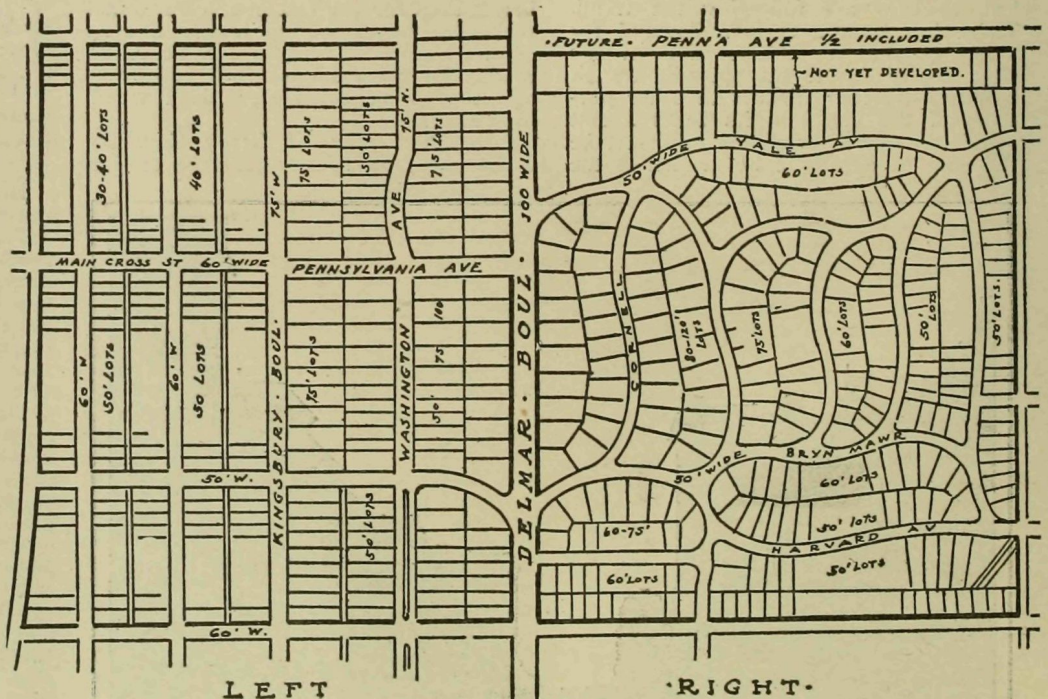 ·FUTURE· PENN'A AVE ½ INCLUDED
NOT YET DEVELOPED.
30-40' LOTS
40' LOTS
75' W
75' LOTS
50' LOTS
75' W.
AVE
75' LOTS
100 WIDE
50' WIDE YALE AV
60' LOTS
MAIN CROSS ST 60' WIDE
PENNSYLVANIA AVE
60' W
50' LOTS
60' W
50 LOTS
KINGSBURY· BOUL·
75' LOTS
WASHINGTON
100
75
50'
DELMAR· BOUL·
CORNELL
80-120' LOTS
75' LOTS
60' LOTS
50' LOTS
50' LOTS.
50' W.
50' WIDE BRYN MAWR
60' LOTS
50' LOTS
50' LOTS
60-75'
HARVARD AV
60' LOTS
50' LOTS
60' W.
LEFT
·RIGHT·